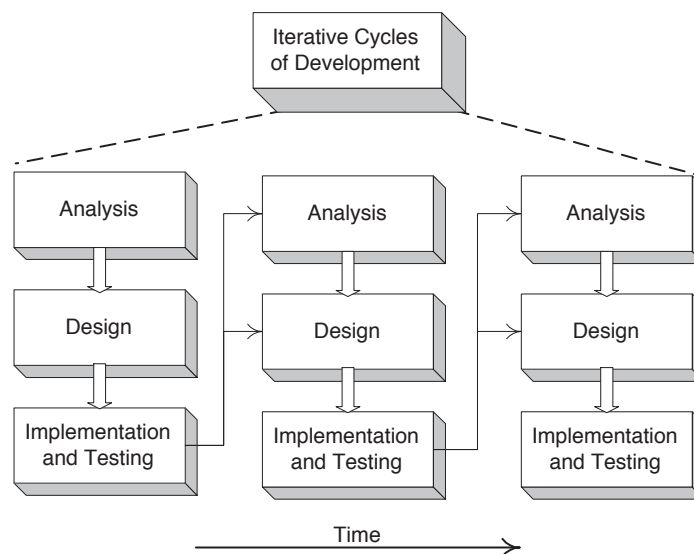 Iterative Cycles
of Development
Analysis
Design
Implementation
and Testing
Analysis
Design
Implementation
and Testing
Analysis
Design
Implementation
and Testing
Time